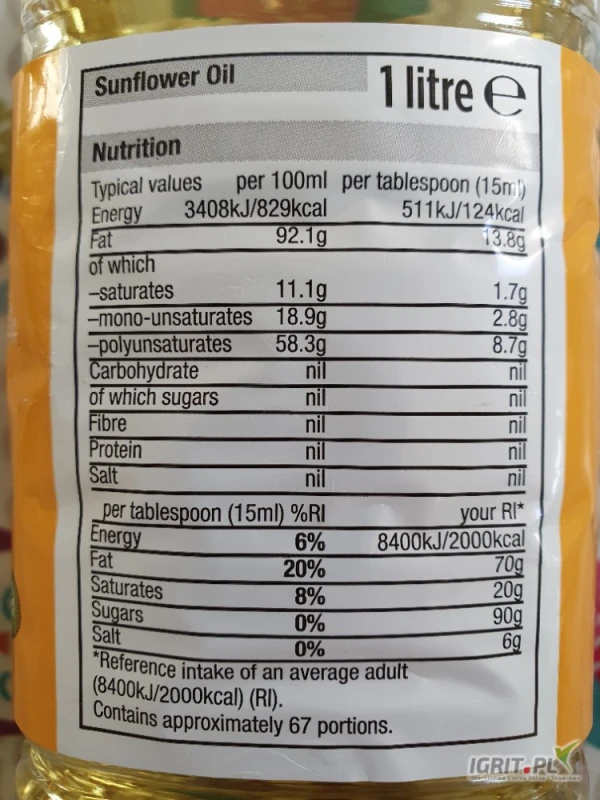 Sunflower Oil 1 litre ℮
Nutrition
Typical values per 100ml per tablespoon (15ml)
Energy 3408kJ/829kcal 511kJ/124kcal
Fat 92.1g 13.8g
of which
–saturates 11.1g 1.7g
–mono-unsaturates 18.9g 2.8g
–polyunsaturates 58.3g 8.7g
Carbohydrate nil nil
of which sugars nil nil
Fibre nil nil
Protein nil nil
Salt nil nil
per tablespoon (15ml) %RI your RI*
Energy 6% 8400kJ/2000kcal
Fat 20% 70g
Saturates 8% 20g
Sugars 0% 90g
Salt 0% 6g
*Reference intake of an average adult
(8400kJ/2000kcal) (RI).
Contains approximately 67 portions.
IGRIT.PL